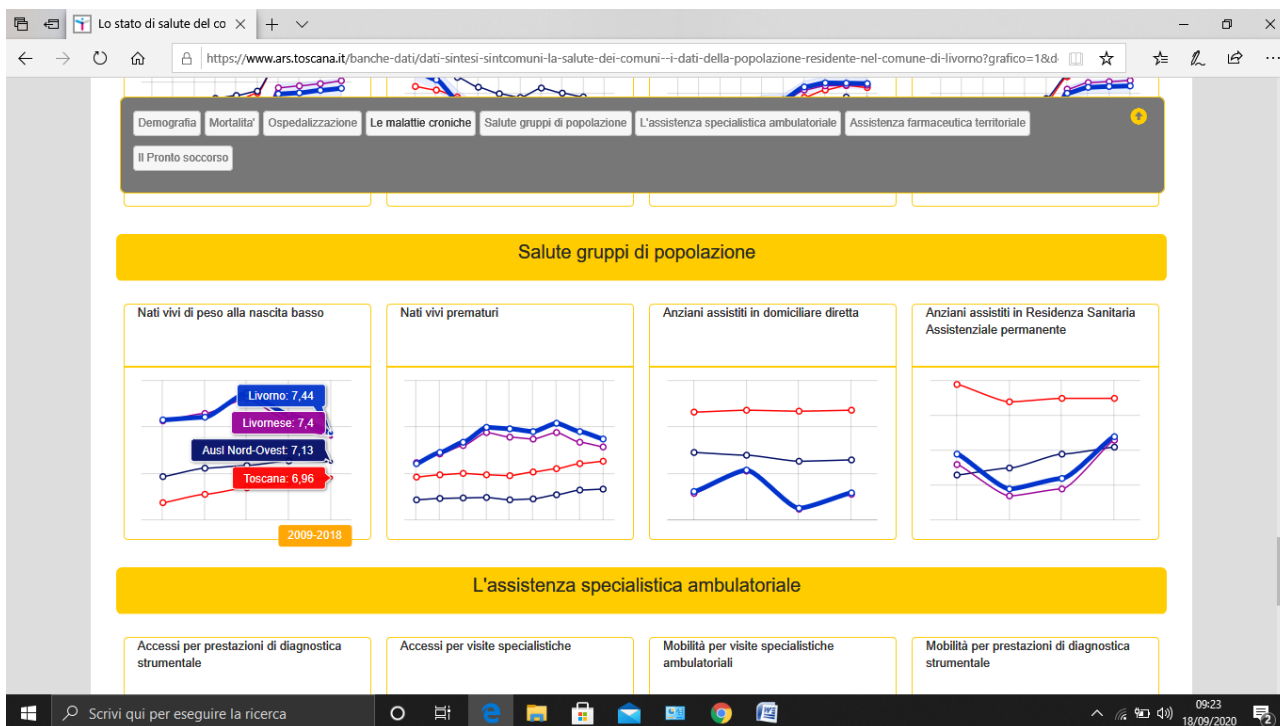 Lo stato di salute del co
https://www.ars.toscana.it/banche-dati/dati-sintesi-sintcomuni-la-salute-dei-comuni--i-dati-della-popolazione-residente-nel-comune-di-livorno?grafico=1&d
Demografia
Mortalita'
Ospedalizzazione
Le malattie croniche
Salute gruppi di popolazione
L'assistenza specialistica ambulatoriale
Assistenza farmaceutica territoriale
Il Pronto soccorso
Salute gruppi di popolazione
Nati vivi di peso alla nascita basso
Livorno: 7,44
Livornese: 7,4
Ausl Nord-Ovest: 7,13
Toscana: 6,96
2009-2018
Nati vivi prematuri
Anziani assistiti in domiciliare diretta
Anziani assistiti in Residenza Sanitaria
Assistenziale permanente
L'assistenza specialistica ambulatoriale
Accessi per prestazioni di diagnostica
strumentale
Accessi per visite specialistiche
Mobilità per visite specialistiche
ambulatoriali
Mobilità per prestazioni di diagnostica
strumentale
Scrivi qui per eseguire la ricerca
09:23
18/09/2020
2